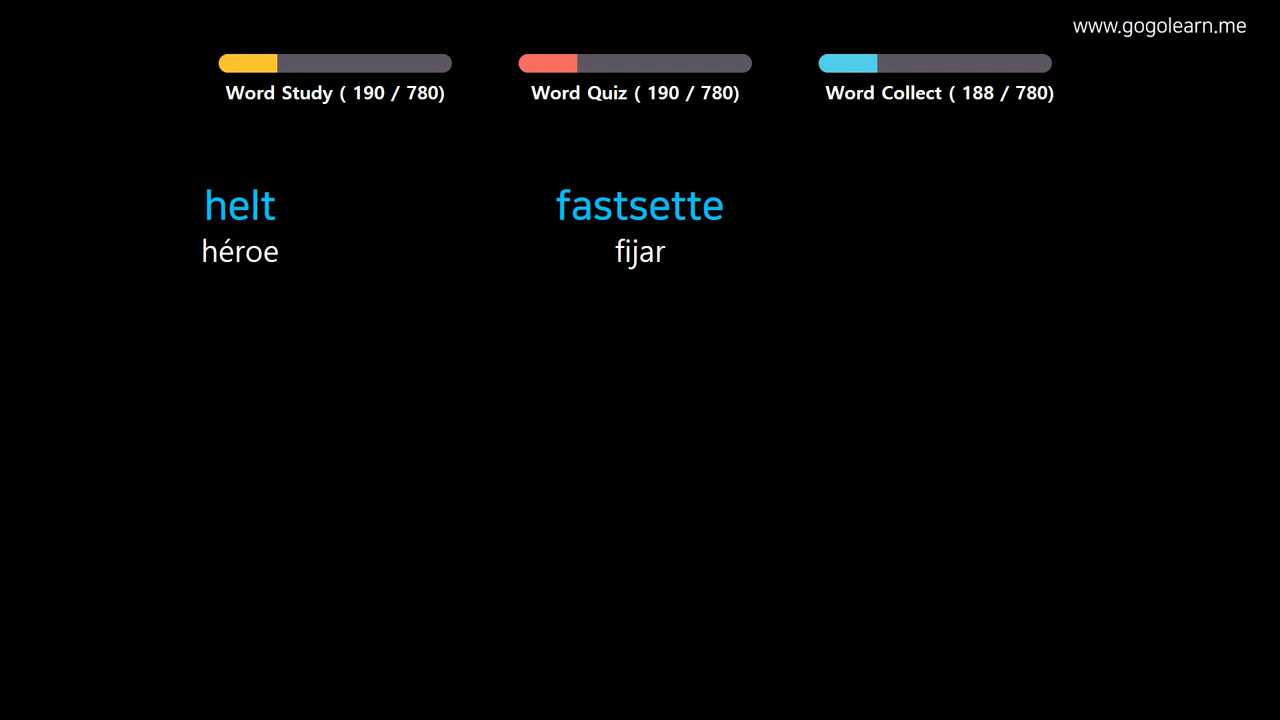 www.gogolearn.me
Word Study ( 190 / 780)
Word Quiz ( 190 / 780)
Word Collect ( 188 / 780)
helt
héroe
fastsette
fijar